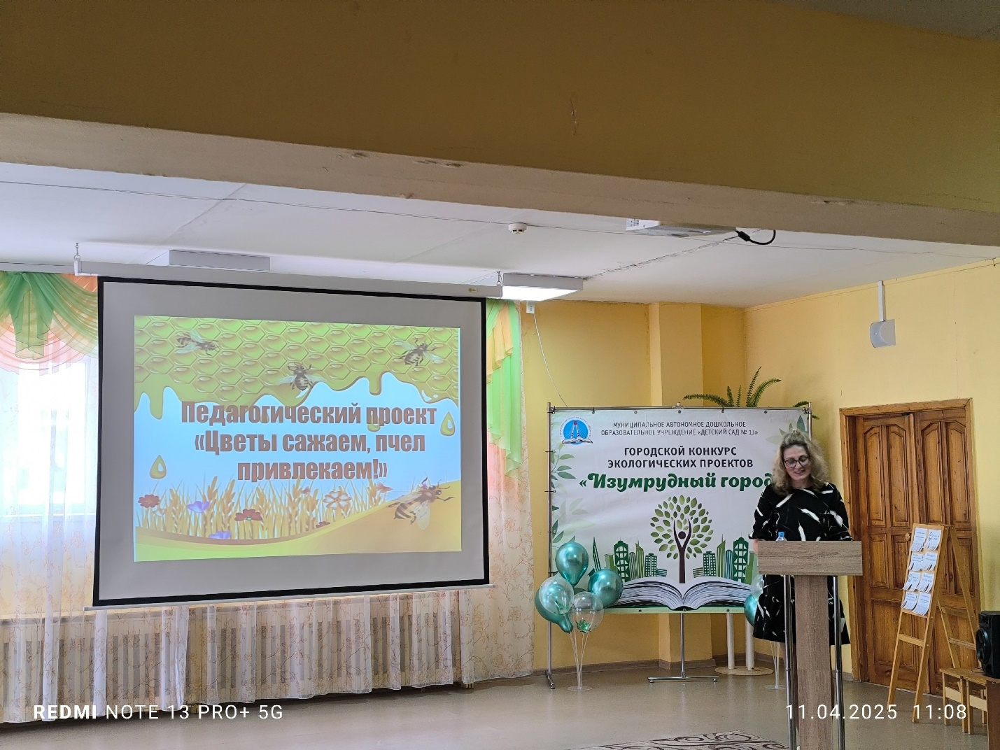 Педагогический проект
«Цветы сажаем, пчел
привлекаем!»
МУНИЦИПАЛЬНОЕ АВТОНОМНОЕ ДОШКОЛЬНОЕ
ОБРАЗОВАТЕЛЬНОЕ УЧРЕЖДЕНИЕ «ДЕТСКИЙ САД № 13»
ГОРОДСКОЙ КОНКУРС
ЭКОЛОГИЧЕСКИХ ПРОЕКТОВ
«Изумрудный город
REDMI NOTE 13 PRO+ 5G
11.04.2025 11:08